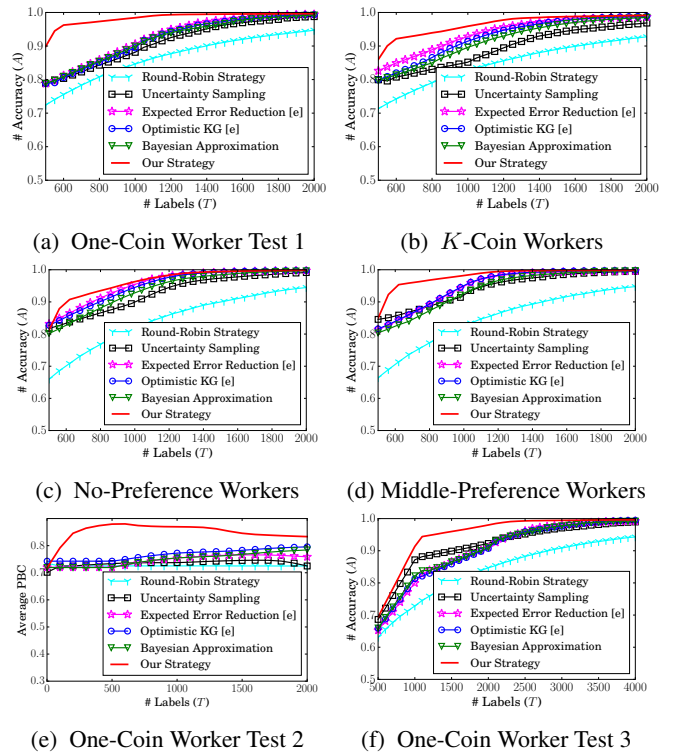 1.0
0.9
0.8
0.7
0.6
0.5
# Accuracy (A)
Round-Robin Strategy
Uncertainty Sampling
Expected Error Reduction [e]
Optimistic KG [e]
Bayesian Approximation
Our Strategy
600 800 1000 1200 1400 1600 1800 2000
# Labels (T)
(a) One-Coin Worker Test 1
1.0
0.9
0.8
0.7
0.6
0.5
# Accuracy (A)
Round-Robin Strategy
Uncertainty Sampling
Expected Error Reduction [e]
Optimistic KG [e]
Bayesian Approximation
Our Strategy
600 800 1000 1200 1400 1600 1800 2000
# Labels (T)
(b) K-Coin Workers
1.0
0.9
0.8
0.7
0.6
0.5
# Accuracy (A)
Round-Robin Strategy
Uncertainty Sampling
Expected Error Reduction [e]
Optimistic KG [e]
Bayesian Approximation
Our Strategy
600 800 1000 1200 1400 1600 1800 2000
# Labels (T)
(c) No-Preference Workers
1.0
0.9
0.8
0.7
0.6
0.5
# Accuracy (A)
Round-Robin Strategy
Uncertainty Sampling
Expected Error Reduction [e]
Optimistic KG [e]
Bayesian Approximation
Our Strategy
600 800 1000 1200 1400 1600 1800 2000
# Labels (T)
(d) Middle-Preference Workers
0.8
0.7
0.6
0.5
0.4
0.3
Average PBC
Round-Robin Strategy
Uncertainty Sampling
Expected Error Reduction [e]
Optimistic KG [e]
Bayesian Approximation
Our Strategy
0 500 1000 1500 2000
# Labels (T)
(e) One-Coin Worker Test 2
1.0
0.9
0.8
0.7
0.6
0.5
0.4
# Accuracy (A)
Round-Robin Strategy
Uncertainty Sampling
Expected Error Reduction [e]
Optimistic KG [e]
Bayesian Approximation
Our Strategy
500 1000 1500 2000 2500 3000 3500 4000
# Labels (T)
(f) One-Coin Worker Test 3